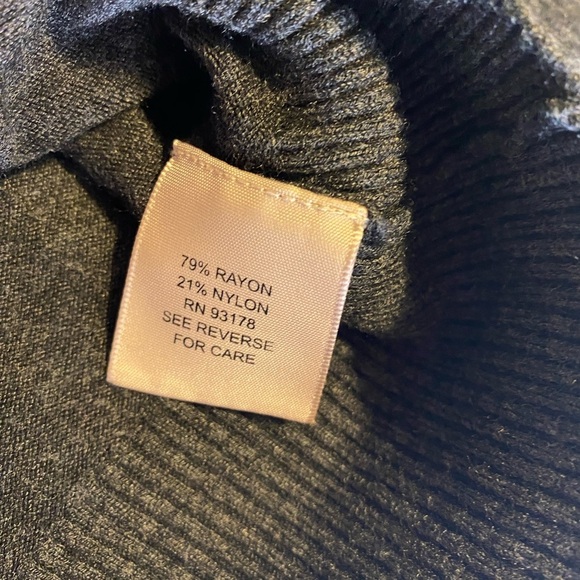 79% RAYON
21% NYLON
RN 93178
SEE REVERSE
FOR CARE